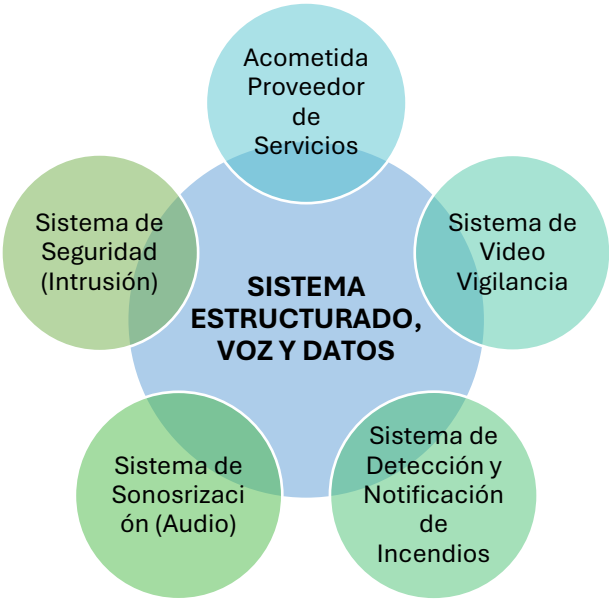 Acometida
Proveedor
de
Servicios
Sistema de
Seguridad
(Intrusión)
Sistema de
Video
Vigilancia
SISTEMA
ESTRUCTURADO,
VOZ Y DATOS
Sistema de
Sonosrizaci
ón (Audio)
Sistema de
Detección y
Notificación
de
Incendios